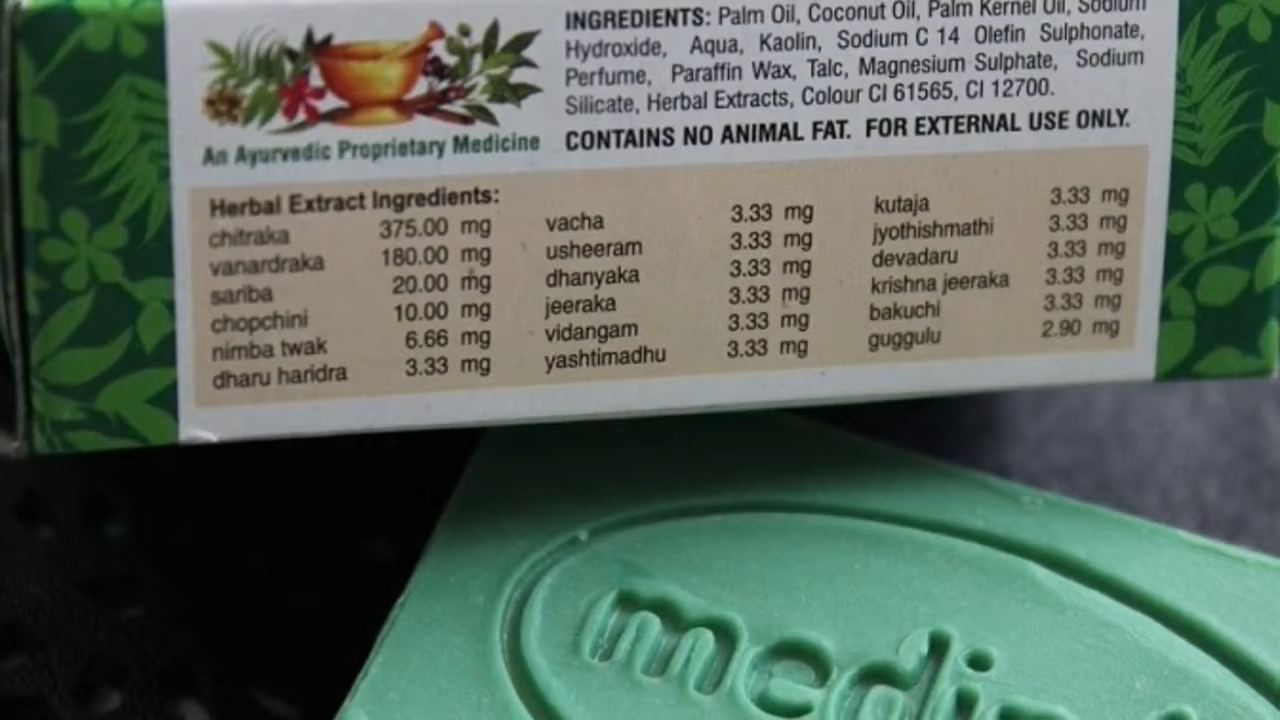 INGREDIENTS: Palm Oil, Coconut Oil, Palm Kernel Oil, Sodium
Hydroxide, Aqua, Kaolin, Sodium C 14 Olefin Sulphonate,
Perfume, Paraffin Wax, Talc, Magnesium Sulphate, Sodium
Silicate, Herbal Extracts, Colour CI 61565, CI 12700.
CONTAINS NO ANIMAL FAT. FOR EXTERNAL USE ONLY.
An Ayurvedic Proprietary Medicine
Herbal Extract Ingredients:
chitraka 375.00 mg
vanardraka 180.00 mg
sariba 20.00 mg
chopchini 10.00 mg
nimba twak 6.66 mg
dharu haridra 3.33 mg
vacha 3.33 mg
usheeram 3.33 mg
dhanyaka 3.33 mg
jeeraka 3.33 mg
vidangam 3.33 mg
yashtimadhu 3.33 mg
kutaja 3.33 mg
jyothishmathi 3.33 mg
devadaru 3.33 mg
krishna jeeraka 3.33 mg
bakuchi 3.33 mg
guggulu 2.90 mg
medi